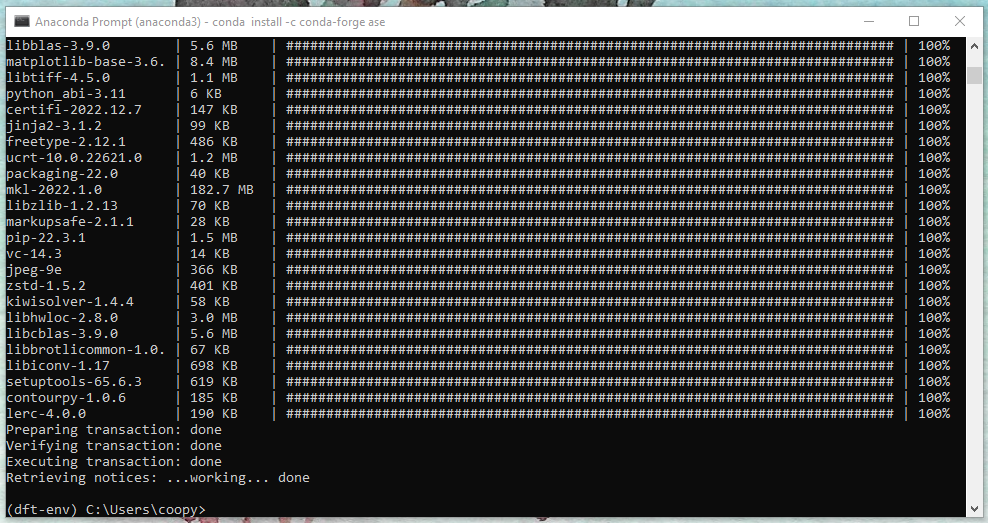 Anaconda Prompt (anaconda3) - conda  install -c conda-forge ase
libblas-3.9.0        | 5.6 MB    | ############################################################################ | 100%
matplotlib-base-3.6. | 8.4 MB    | ############################################################################ | 100%
libtiff-4.5.0        | 1.1 MB    | ############################################################################ | 100%
python_abi-3.11      | 6 KB      | ############################################################################ | 100%
certifi-2022.12.7    | 147 KB    | ############################################################################ | 100%
jinja2-3.1.2         | 99 KB     | ############################################################################ | 100%
freetype-2.12.1      | 486 KB    | ############################################################################ | 100%
ucrt-10.0.22621.0    | 1.2 MB    | ############################################################################ | 100%
packaging-22.0       | 40 KB     | ############################################################################ | 100%
mkl-2022.1.0         | 182.7 MB  | ############################################################################ | 100%
libzlib-1.2.13       | 70 KB     | ############################################################################ | 100%
markupsafe-2.1.1     | 28 KB     | ############################################################################ | 100%
pip-22.3.1           | 1.5 MB    | ############################################################################ | 100%
vc-14.3              | 14 KB     | ############################################################################ | 100%
jpeg-9e              | 366 KB    | ############################################################################ | 100%
zstd-1.5.2           | 401 KB    | ############################################################################ | 100%
kiwisolver-1.4.4     | 58 KB     | ############################################################################ | 100%
libhwloc-2.8.0       | 3.0 MB    | ############################################################################ | 100%
libcblas-3.9.0       | 5.6 MB    | ############################################################################ | 100%
libbrotlicommon-1.0. | 67 KB     | ############################################################################ | 100%
libiconv-1.17        | 698 KB    | ############################################################################ | 100%
setuptools-65.6.3    | 619 KB    | ############################################################################ | 100%
contourpy-1.0.6      | 185 KB    | ############################################################################ | 100%
lerc-4.0.0           | 190 KB    | ############################################################################ | 100%
Preparing transaction: done
Verifying transaction: done
Executing transaction: done
Retrieving notices: ...working... done
(dft-env) C:\Users\coopy>